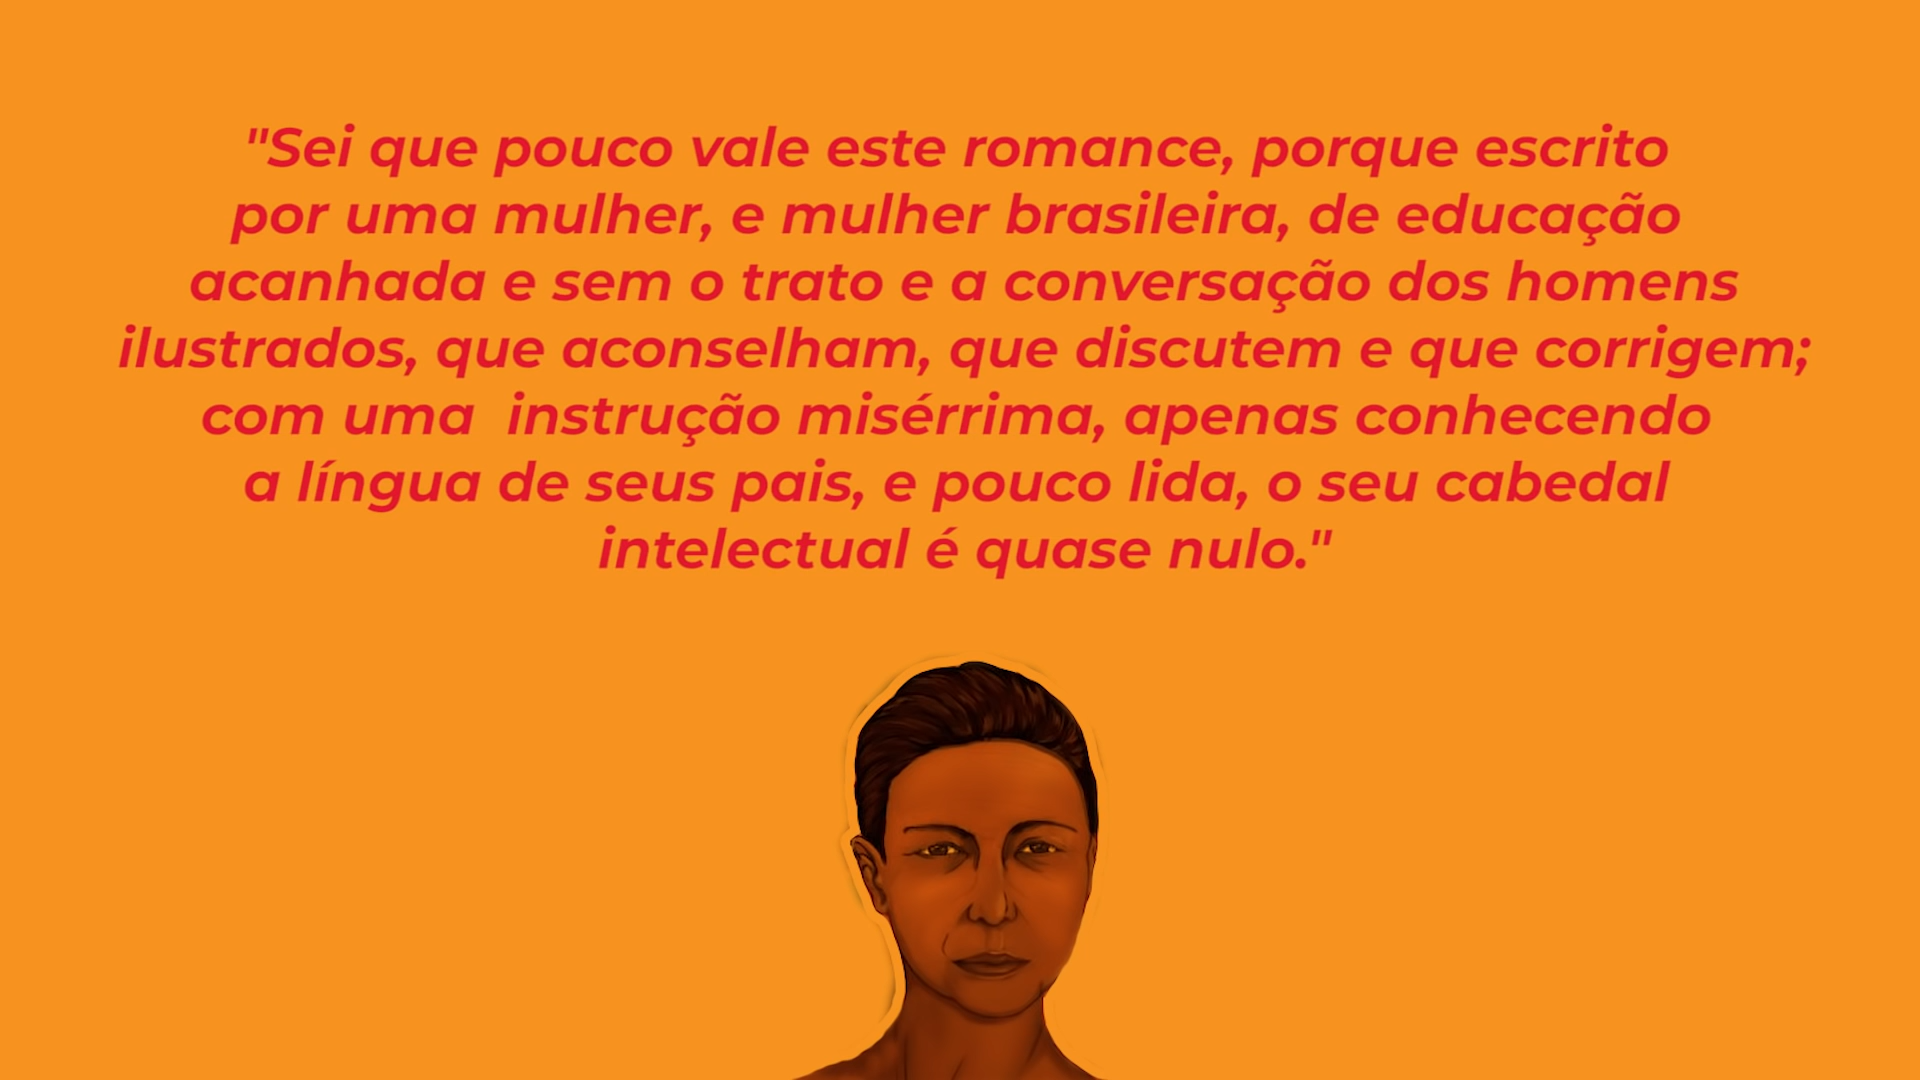 "Sei que pouco vale este romance, porque escrito
por uma mulher, e mulher brasileira, de educação
acanhada e sem o trato e a conversação dos homens
ilustrados, que aconselham, que discutem e que corrigem;
com uma  instrução misérrima, apenas conhecendo
a língua de seus pais, e pouco lida, o seu cabedal
intelectual é quase nulo."